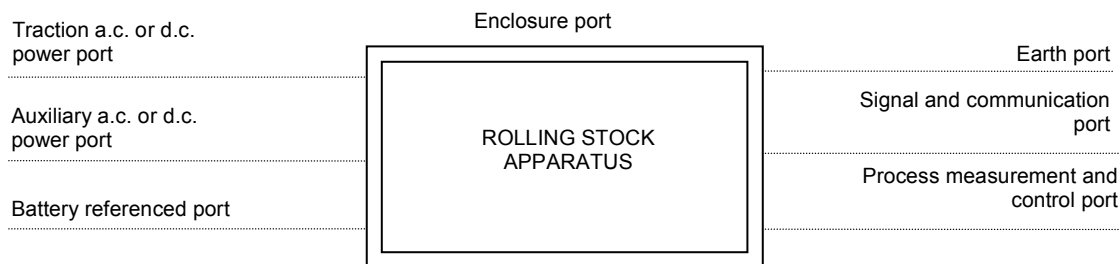 Traction a.c. or d.c.
power port
Enclosure port
Earth port
Auxiliary a.c. or d.c.
power port
ROLLING STOCK
APPARATUS
Signal and communication
port
Battery referenced port
Process measurement and
control port